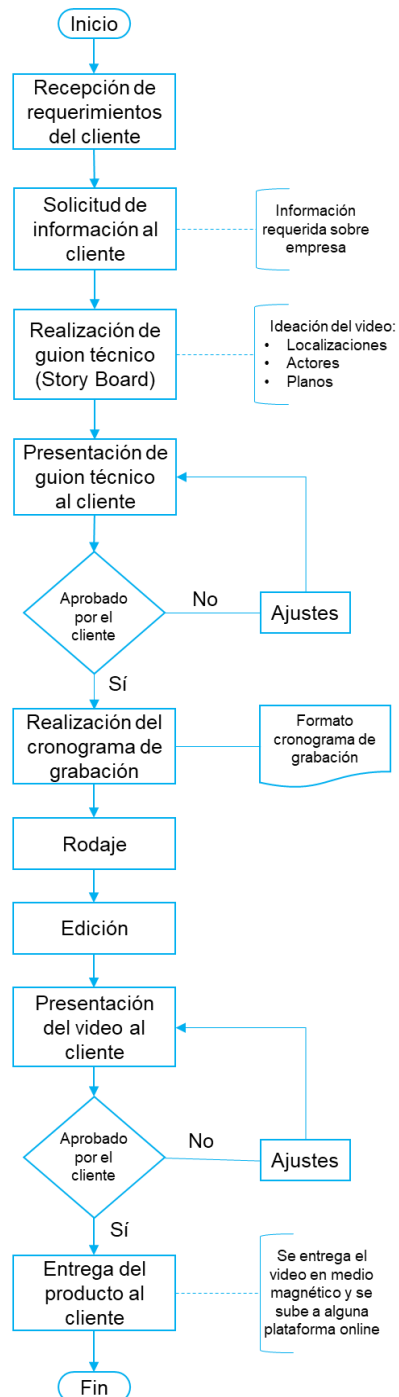 Inicio
Recepción de
requerimientos
del cliente
Solicitud de
información al
cliente
Información
requerida sobre
empresa
Realización de
guion técnico
(Story Board)
Ideación del video:
• Localizaciones
• Actores
• Planos
Presentación de
guion técnico
al cliente
Aprobado
por el
cliente
No
Ajustes
Sí
Realización del
cronograma de
grabación
Formato
cronograma de
grabación
Rodaje
Edición
Presentación
del video al
cliente
Aprobado
por el
cliente
No
Ajustes
Sí
Entrega del
producto al
cliente
Se entrega el
video en medio
magnético y se
sube a alguna
plataforma online
Fin